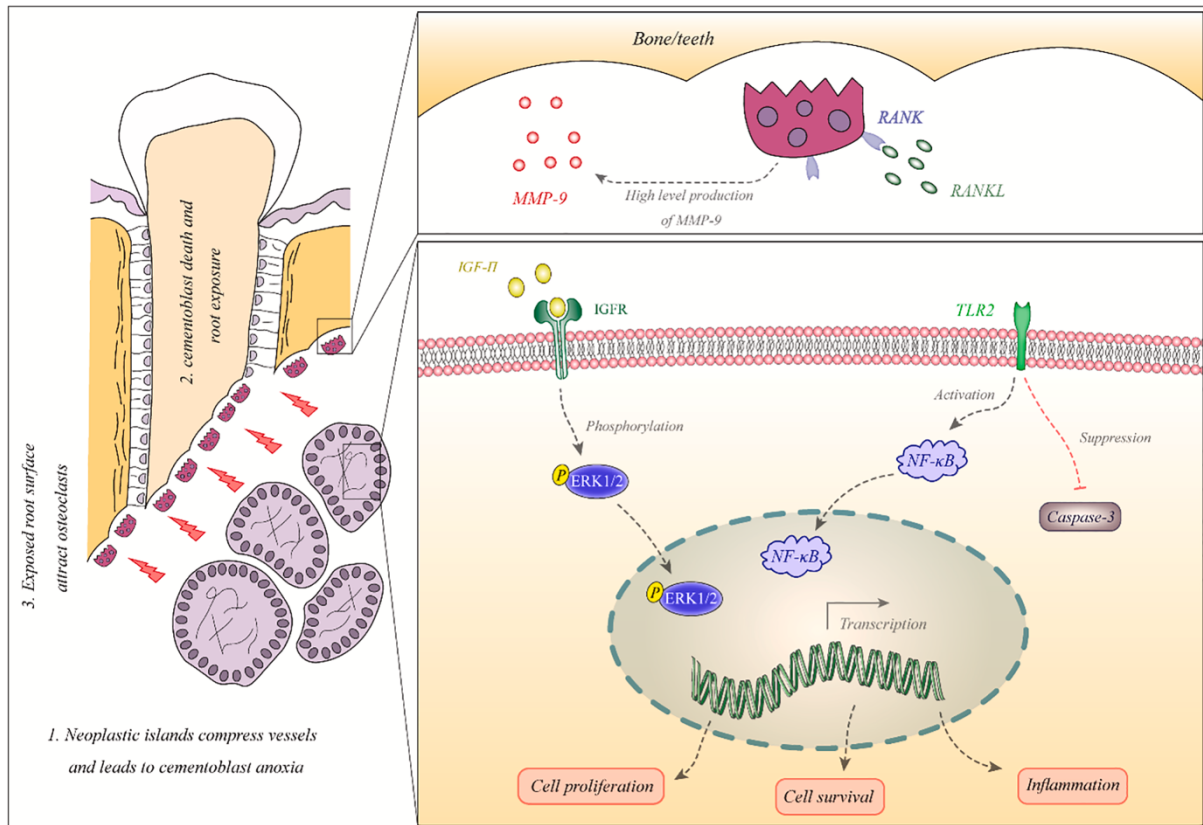 3. Exposed root surface
attract osteoclasts
2. cementoblast death and
root exposure
1. Neoplastic islands compress vessels
and leads to cementoblast anoxia
Bone/teeth
RANK
RANKL
MMP-9
High level production
of MMP-9
IGF-II
IGFR
TLR2
Phosphorylation
Activation
Suppression
P
ERK1/2
NF-κB
Caspase-3
NF-κB
P
ERK1/2
Transcription
Cell proliferation
Cell survival
Inflammation